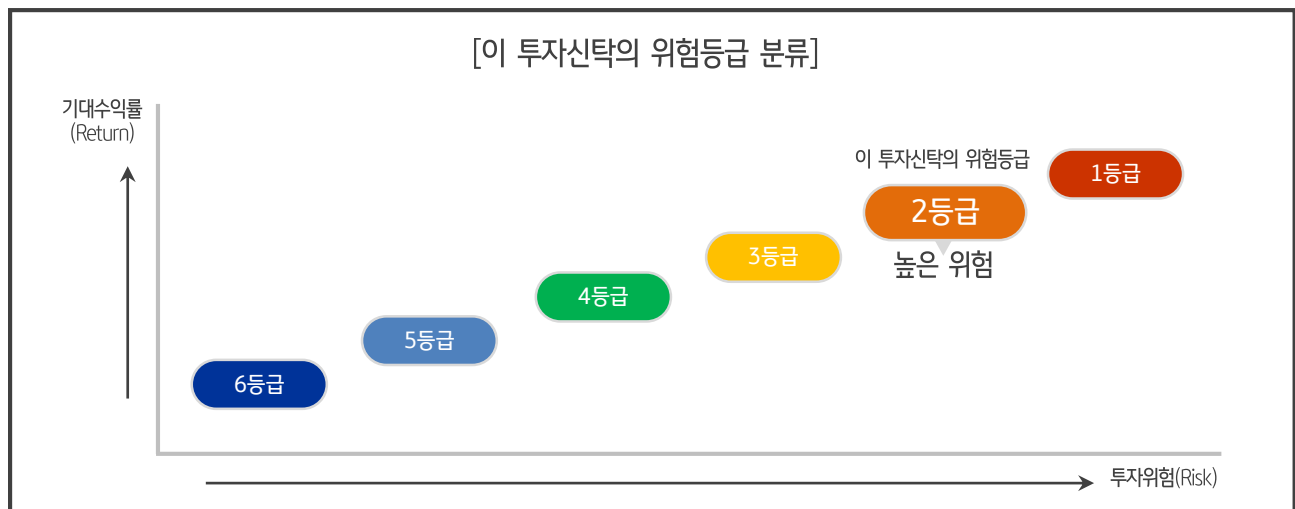 [이 투자신탁의 위험등급 분류]
기대수익률
(Return)
이 투자신탁의 위험등급
1등급
2등급
높은 위험
3등급
4등급
5등급
6등급
투자위험(Risk)